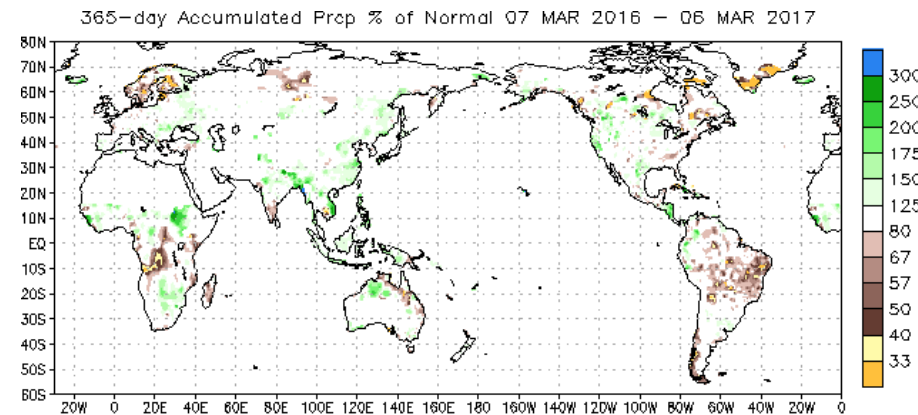 365-day Accumulated Prcp % of Normal 07 MAR 2016 – 06 MAR 2017
80N
70N
60N
50N
40N
30N
20N
10N
EQ
10S
20S
30S
40S
50S
60S
20W 0 20E 40E 60E 80E 100E 120E 140E 160E 180 160W 140W 120W 100W 80W 60W 40W 20W 0
300
250
200
175
150
125
80
67
57
50
40
33